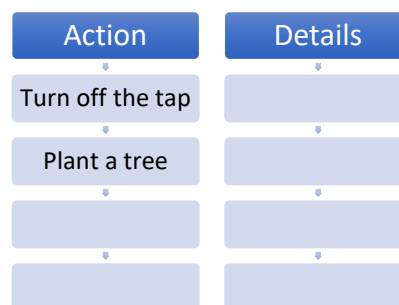 Action
Details
Turn off the tap
Plant a tree